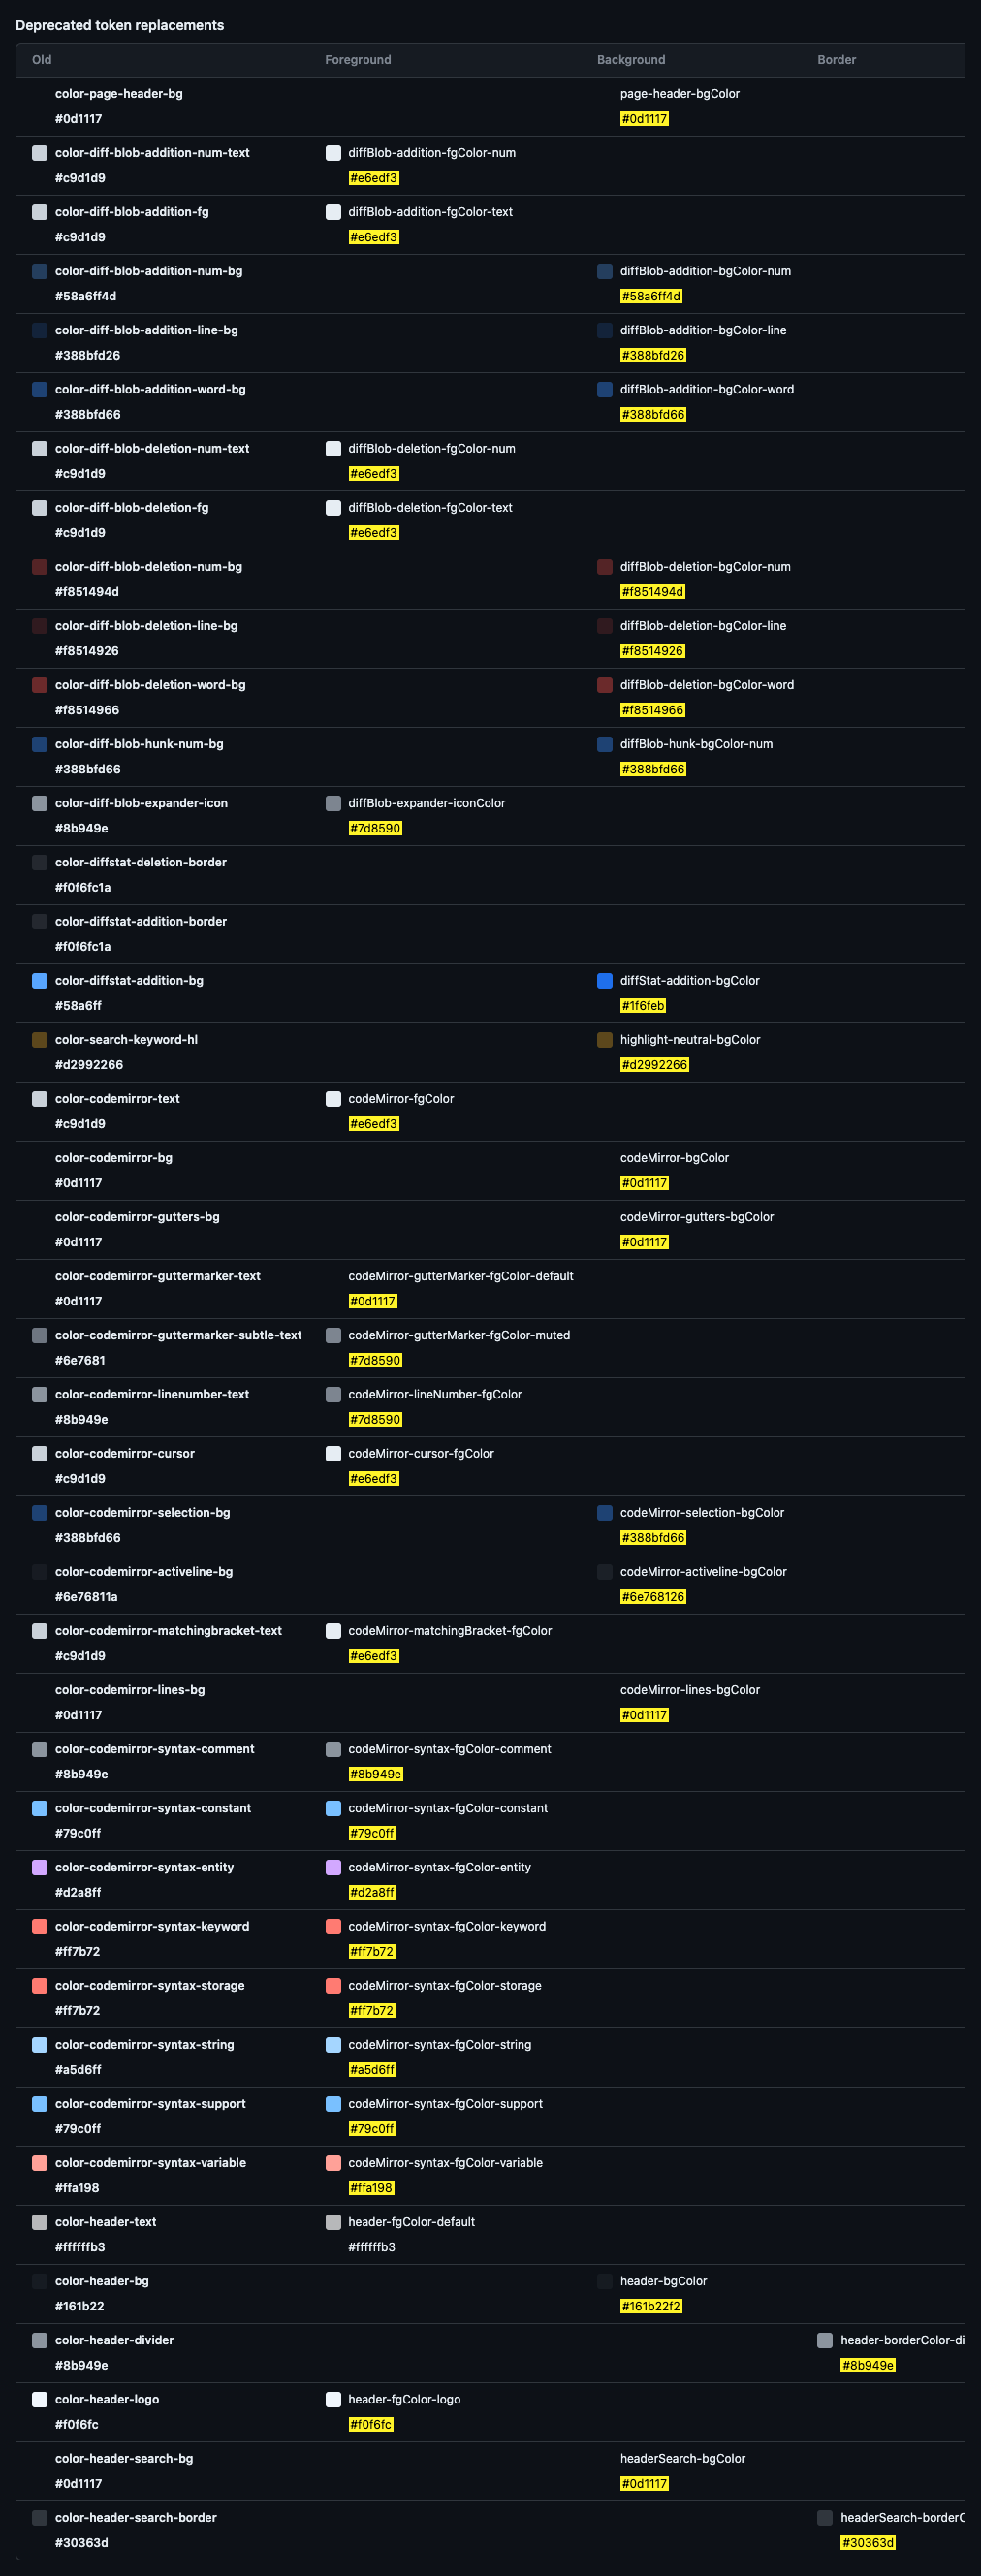 Deprecated token replacements
Old Foreground Background Border
color-page-header-bg page-header-bgColor
#0d1117 #0d1117
color-diff-blob-addition-num-text diffBlob-addition-fgColor-num
#c9d1d9 #e6edf3
color-diff-blob-addition-fg diffBlob-addition-fgColor-text
#c9d1d9 #e6edf3
color-diff-blob-addition-num-bg diffBlob-addition-bgColor-num
#58a6ff4d #58a6ff4d
color-diff-blob-addition-line-bg diffBlob-addition-bgColor-line
#388bfd26 #388bfd26
color-diff-blob-addition-word-bg diffBlob-addition-bgColor-word
#388bfd66 #388bfd66
color-diff-blob-deletion-num-text diffBlob-deletion-fgColor-num
#c9d1d9 #e6edf3
color-diff-blob-deletion-fg diffBlob-deletion-fgColor-text
#c9d1d9 #e6edf3
color-diff-blob-deletion-num-bg diffBlob-deletion-bgColor-num
#f851494d #f851494d
color-diff-blob-deletion-line-bg diffBlob-deletion-bgColor-line
#f8514926 #f8514926
color-diff-blob-deletion-word-bg diffBlob-deletion-bgColor-word
#f8514966 #f8514966
color-diff-blob-hunk-num-bg diffBlob-hunk-bgColor-num
#388bfd66 #388bfd66
color-diff-blob-expander-icon diffBlob-expander-iconColor
#8b949e #7d8590
color-diffstat-deletion-border
#f0f6fc1a
color-diffstat-addition-border
#f0f6fc1a
color-diffstat-addition-bg diffStat-addition-bgColor
#58a6ff #1f6feb
color-search-keyword-hl highlight-neutral-bgColor
#d2992266 #d2992266
color-codemirror-text codeMirror-fgColor
#c9d1d9 #e6edf3
color-codemirror-bg codeMirror-bgColor
#0d1117 #0d1117
color-codemirror-gutters-bg codeMirror-gutters-bgColor
#0d1117 #0d1117
color-codemirror-guttermarker-text codeMirror-gutterMarker-fgColor-default
#0d1117 #0d1117
color-codemirror-guttermarker-subtle-text codeMirror-gutterMarker-fgColor-muted
#6e7681 #7d8590
color-codemirror-linenumber-text codeMirror-lineNumber-fgColor
#8b949e #7d8590
color-codemirror-cursor codeMirror-cursor-fgColor
#c9d1d9 #e6edf3
color-codemirror-selection-bg codeMirror-selection-bgColor
#388bfd66 #388bfd66
color-codemirror-activeline-bg codeMirror-activeline-bgColor
#6e76811a #6e768126
color-codemirror-matchingbracket-text codeMirror-matchingBracket-fgColor
#c9d1d9 #e6edf3
color-codemirror-lines-bg codeMirror-lines-bgColor
#0d1117 #0d1117
color-codemirror-syntax-comment codeMirror-syntax-fgColor-comment
#8b949e #8b949e
color-codemirror-syntax-constant codeMirror-syntax-fgColor-constant
#79c0ff #79c0ff
color-codemirror-syntax-entity codeMirror-syntax-fgColor-entity
#d2a8ff #d2a8ff
color-codemirror-syntax-keyword codeMirror-syntax-fgColor-keyword
#ff7b72 #ff7b72
color-codemirror-syntax-storage codeMirror-syntax-fgColor-storage
#ff7b72 #ff7b72
color-codemirror-syntax-string codeMirror-syntax-fgColor-string
#a5d6ff #a5d6ff
color-codemirror-syntax-support codeMirror-syntax-fgColor-support
#79c0ff #79c0ff
color-codemirror-syntax-variable codeMirror-syntax-fgColor-variable
#ffa198 #ffa198
color-header-text header-fgColor-default
#ffffffb3 #ffffffb3
color-header-bg header-bgColor
#161b22 #161b22f2
color-header-divider header-borderColor-di
#8b949e #8b949e
color-header-logo header-fgColor-logo
#f0f6fc #f0f6fc
color-header-search-bg headerSearch-bgColor
#0d1117 #0d1117
color-header-search-border headerSearch-borderC
#30363d #30363d